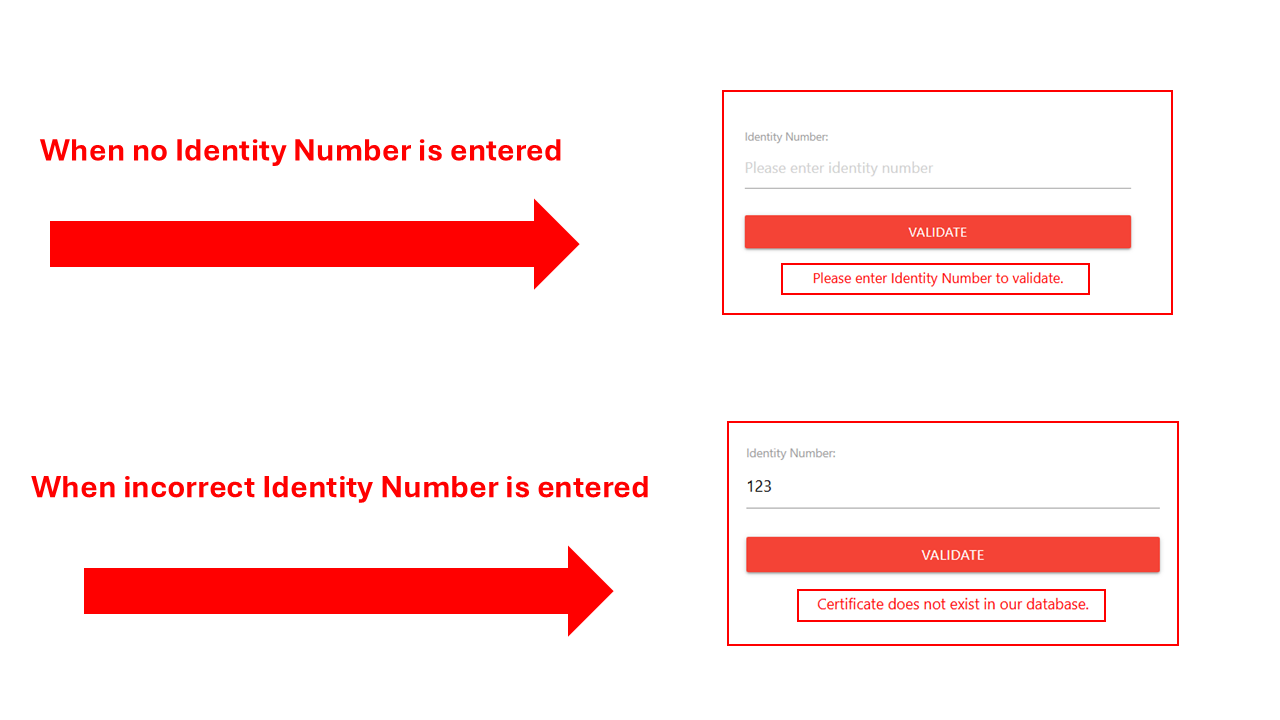 When no Identity Number is entered
Identity Number:
Please enter identity number
VALIDATE
Please enter Identity Number to validate.
When incorrect Identity Number is entered
Identity Number:
123
VALIDATE
Certificate does not exist in our database.